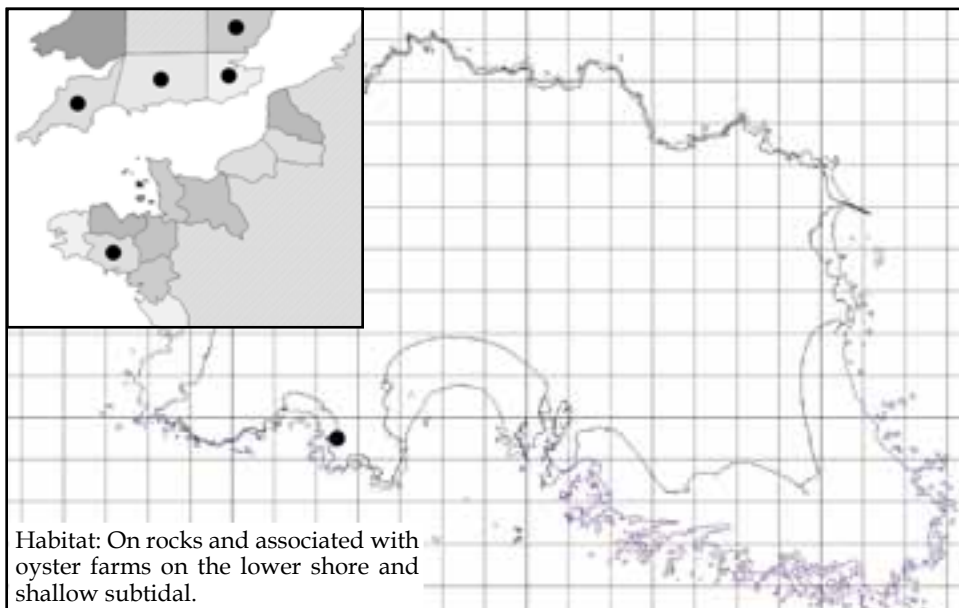 Habitat: On rocks and associated with
oyster farms on the lower shore and
shallow subtidal.